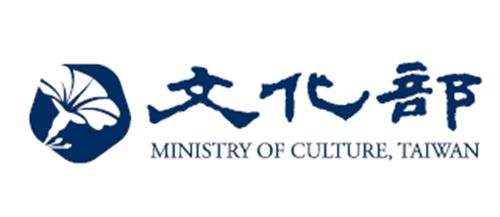 文化部
MINISTRY OF CULTURE, TAIWAN